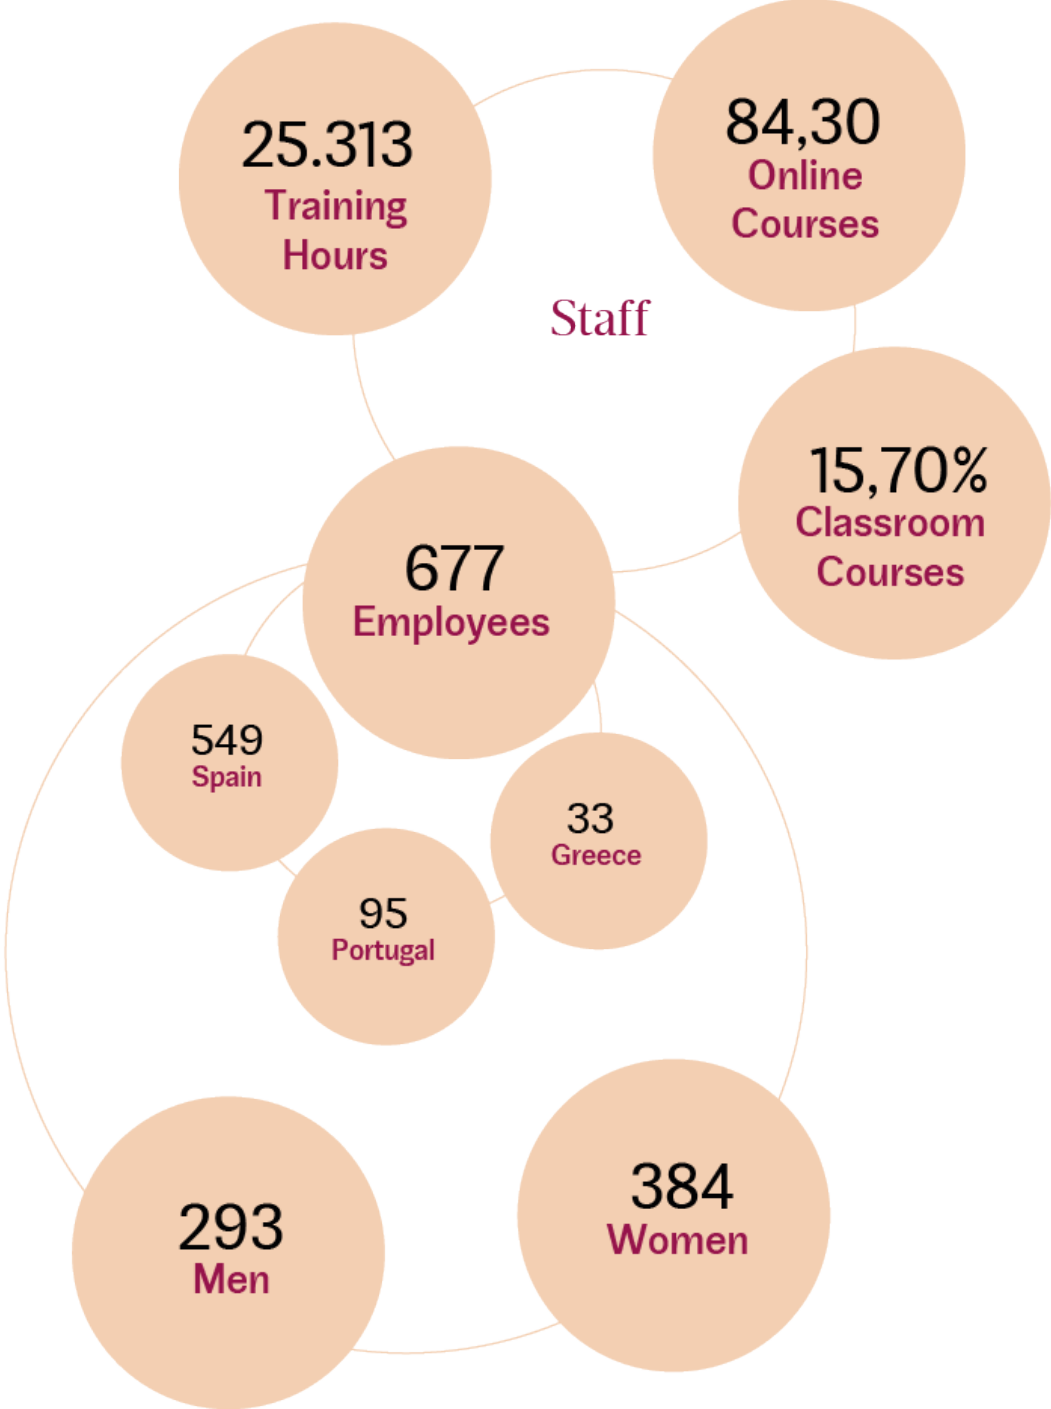 25.313
Training
Hours
84,30
Online
Courses
Staff
15,70%
Classroom
Courses
677
Employees
549
Spain
33
Greece
95
Portugal
384
Women
293
Men